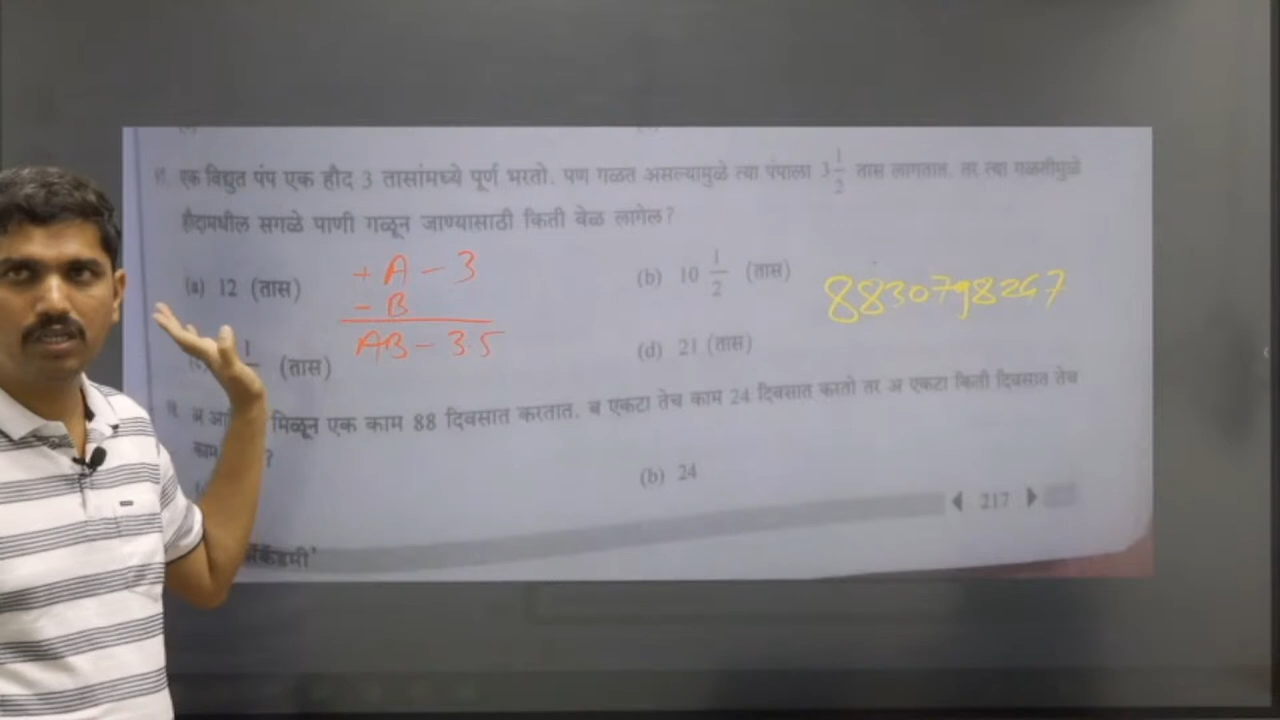 एक विद्युत पंप एक हौद 3 तासांमध्ये पूर्ण भरतो. पण गळत असल्यामुळे त्या पंपाला 3 1/2 तास लागतात. तर त्या गळतीमुळे
हौदामधील सगळे पाणी गळून जाण्यासाठी किती वेळ लागेल?
(a) 12 (तास)
+ A - 3
- B
AB - 3.5
(b) 10 1/2 (तास)
8830798267
1 (तास)
(d) 21 (तास)
मिळून एक काम 88 दिवसात करतात. ब एकटा तेच काम 24 दिवसात करतो तर अ एकटा किती दिवसात तेच
काम ?
(b) 24
217